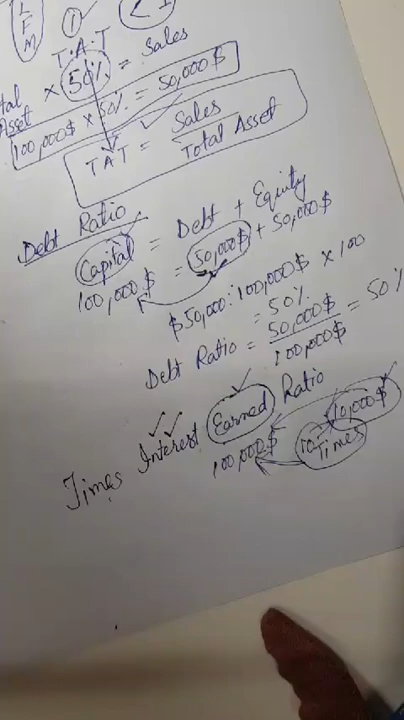 L
F
M
i
< 1
T.A.T
Asset × 50% = Sales
100,000$ × 50% = 50,000$
TAT = Sales
Total Asset
Debt Ratio
Capital = Debt + Equity
100,000$ = 50,000$ + 50,000$
$50,000 : 100,000$ × 100
= 50%
Debt Ratio = 50,000$ = 50%
100,000$
Times Interest Earned Ratio
100,000$ 10 10,000$
Times